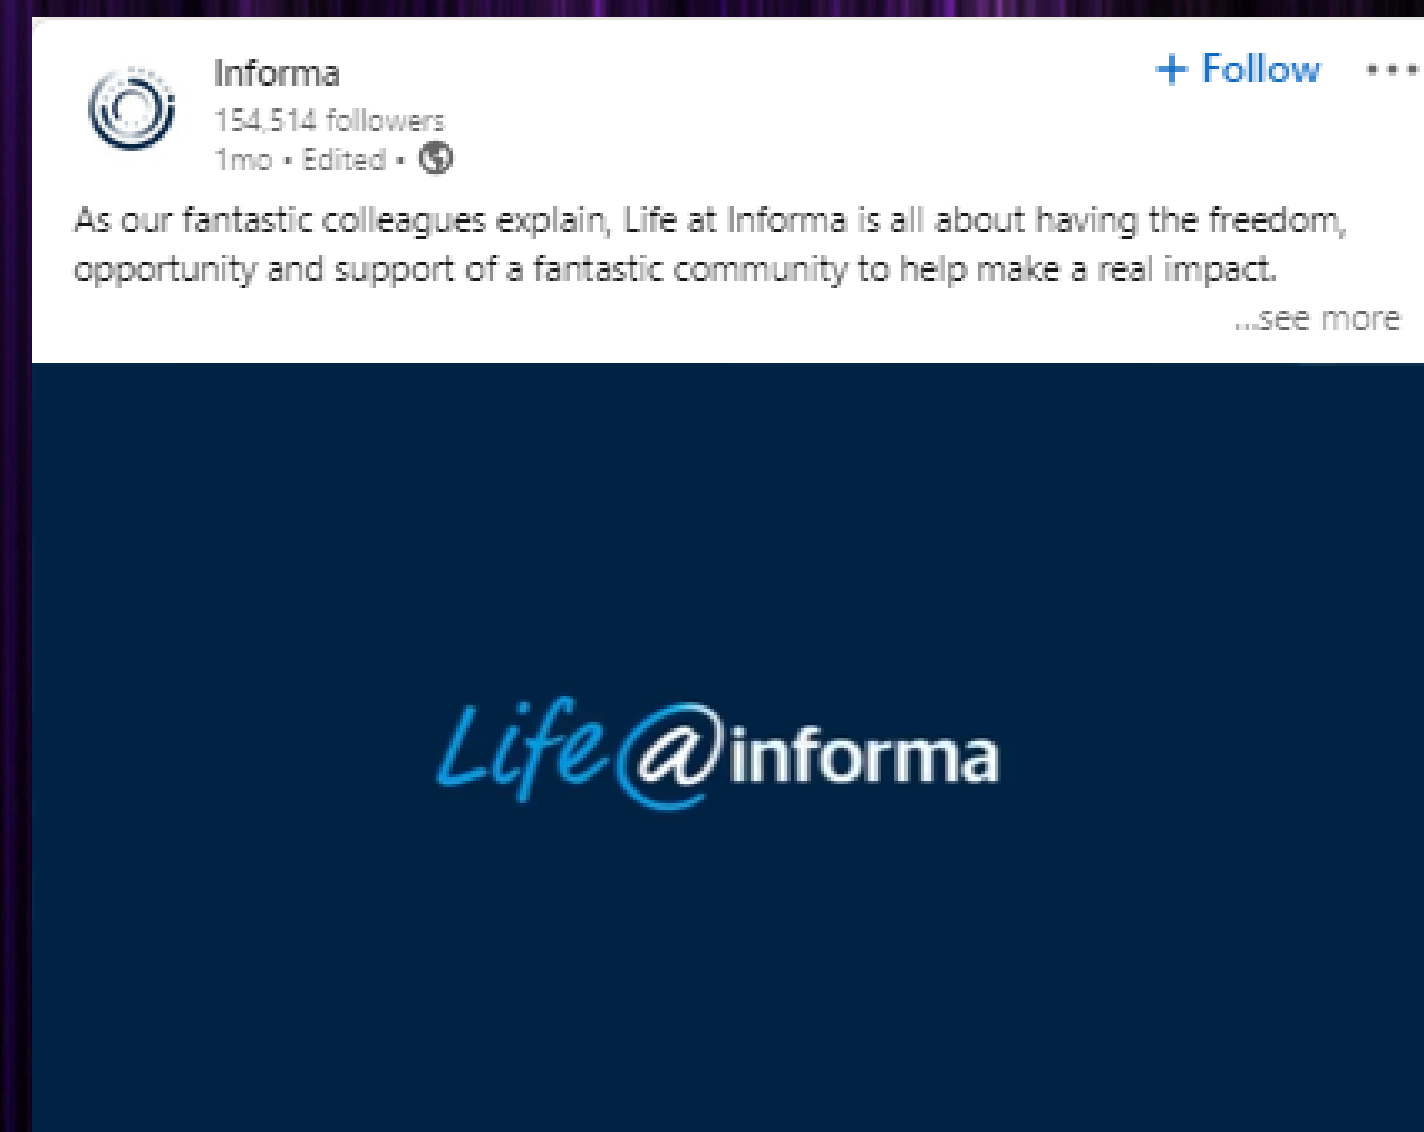 Informa
+ Follow
154,514 followers
1mo • Edited •
As our fantastic colleagues explain, Life at Informa is all about having the freedom,
opportunity and support of a fantastic community to help make a real impact.
...see more
Life@informa